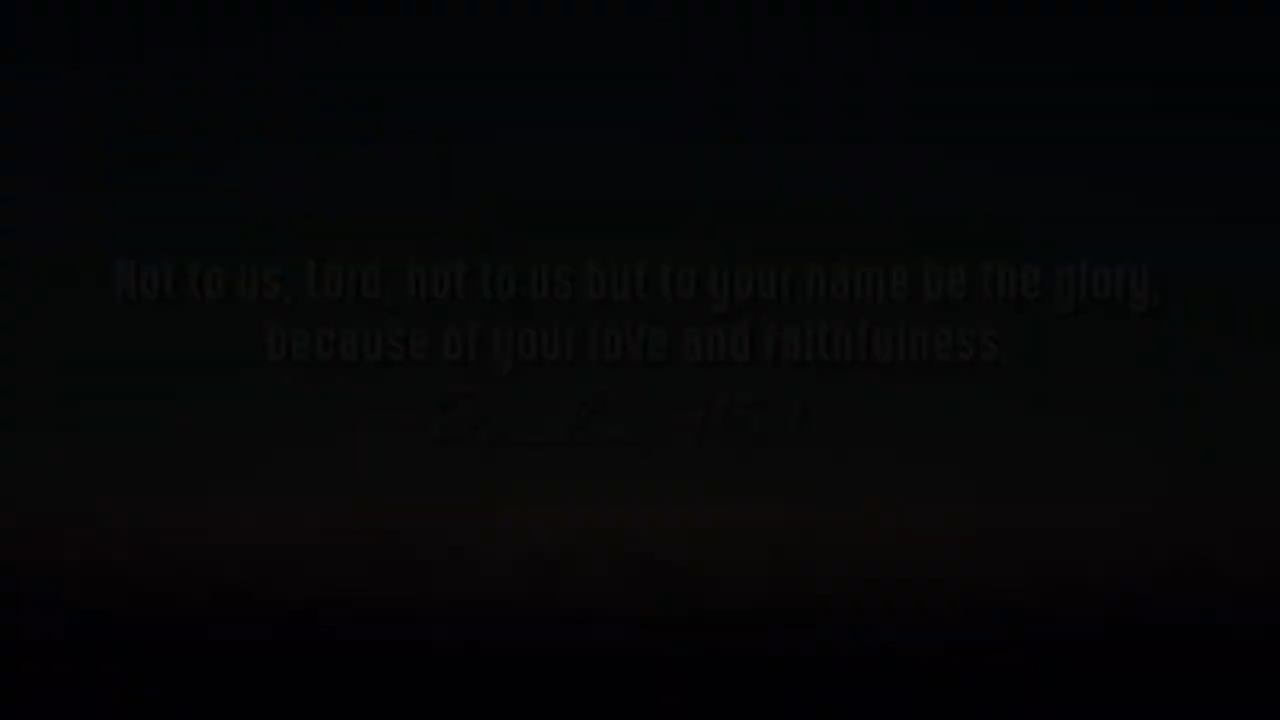 Not to us, Lord, not to us but to your name be the glory,
because of your love and faithfulness